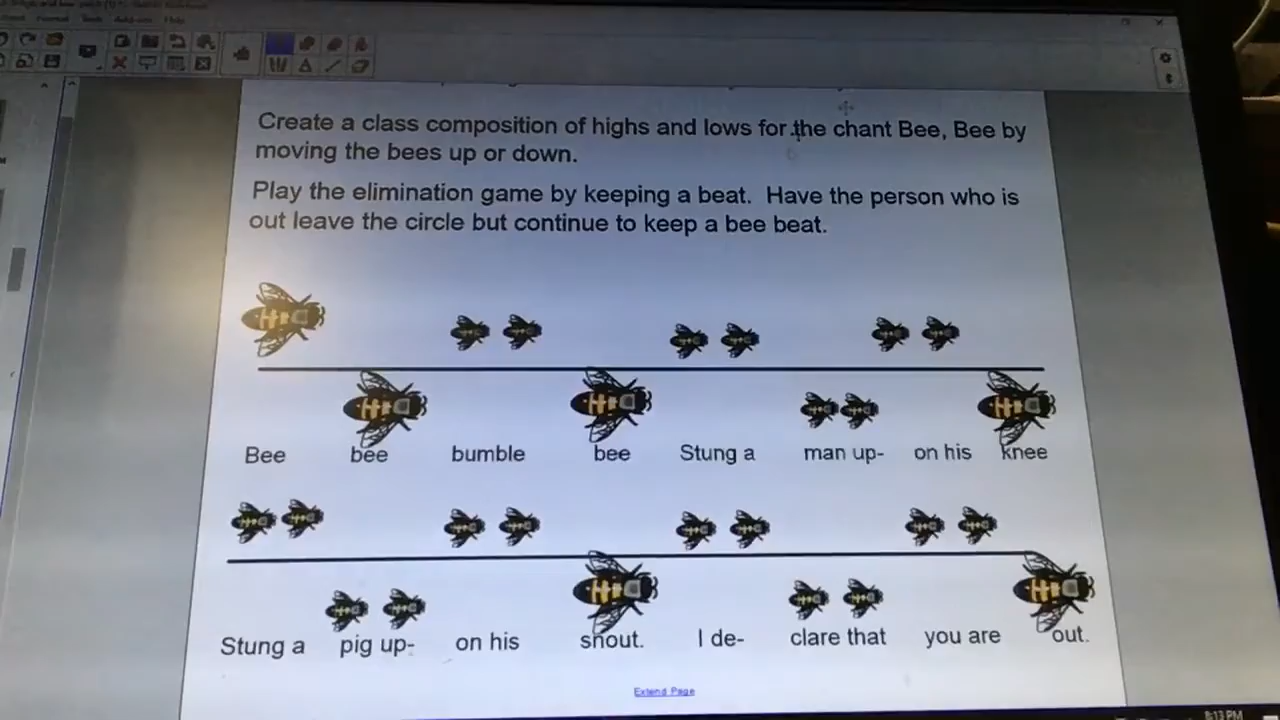 Create a class composition of highs and lows for the chant Bee, Bee by
moving the bees up or down.
Play the elimination game by keeping a beat. Have the person who is
out leave the circle but continue to keep a bee beat.
Bee bee bumble bee Stung a man up- on his knee
Stung a pig up- on his snout. I de- clare that you are out.
Extend Page
8:13 PM